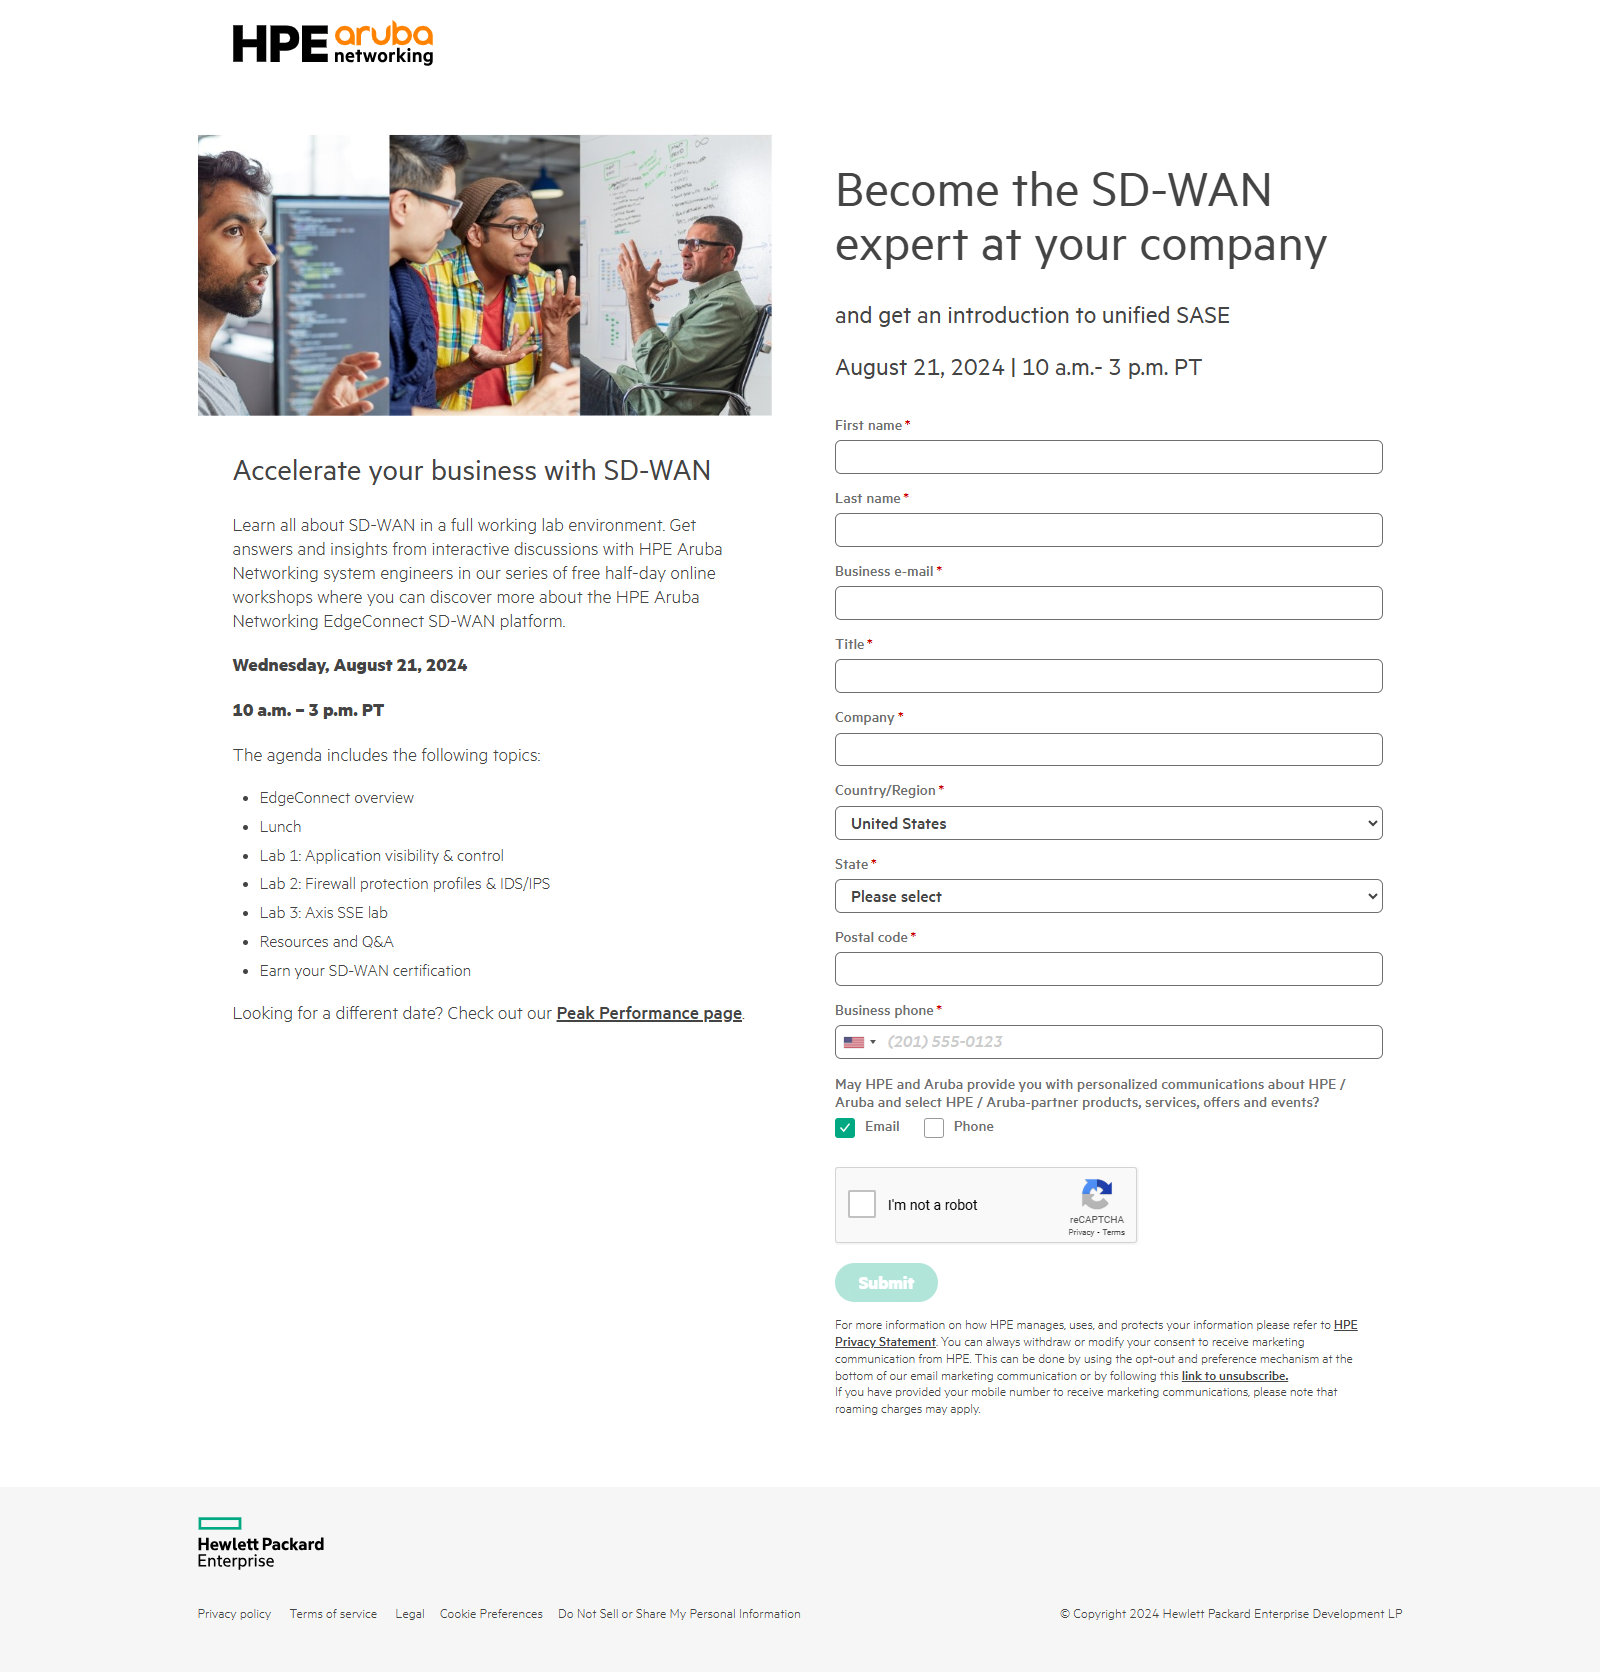 HPE aruba
networking
Become the SD-WAN
expert at your company
and get an introduction to unified SASE
August 21, 2024 | 10 a.m.- 3 p.m. PT
Accelerate your business with SD-WAN
Learn all about SD-WAN in a full working lab environment. Get
answers and insights from interactive discussions with HPE Aruba
Networking system engineers in our series of free half-day online
workshops where you can discover more about the HPE Aruba
Networking EdgeConnect SD-WAN platform.
Wednesday, August 21, 2024
10 a.m. – 3 p.m. PT
The agenda includes the following topics:
• EdgeConnect overview
• Lunch
• Lab 1: Application visibility & control
• Lab 2: Firewall protection profiles & IDS/IPS
• Lab 3: Axis SSE lab
• Resources and Q&A
• Earn your SD-WAN certification
Looking for a different date? Check out our Peak Performance page.
First name*
Last name*
Business e-mail*
Title*
Company*
Country/Region*
United States
State*
Please select
Postal code*
Business phone*
(201) 555-0123
May HPE and Aruba provide you with personalized communications about HPE /
Aruba and select HPE / Aruba-partner products, services, offers and events?
Email Phone
I'm not a robot
reCAPTCHA
Privacy - Terms
Submit
For more information on how HPE manages, uses, and protects your information please refer to HPE
Privacy Statement. You can always withdraw or modify your consent to receive marketing
communication from HPE. This can be done by using the opt-out and preference mechanism at the
bottom of our email marketing communication or by following this link to unsubscribe.
If you have provided your mobile number to receive marketing communications, please note that
roaming charges may apply.
Hewlett Packard
Enterprise
Privacy policy Terms of service Legal Cookie Preferences Do Not Sell or Share My Personal Information © Copyright 2024 Hewlett Packard Enterprise Development LP